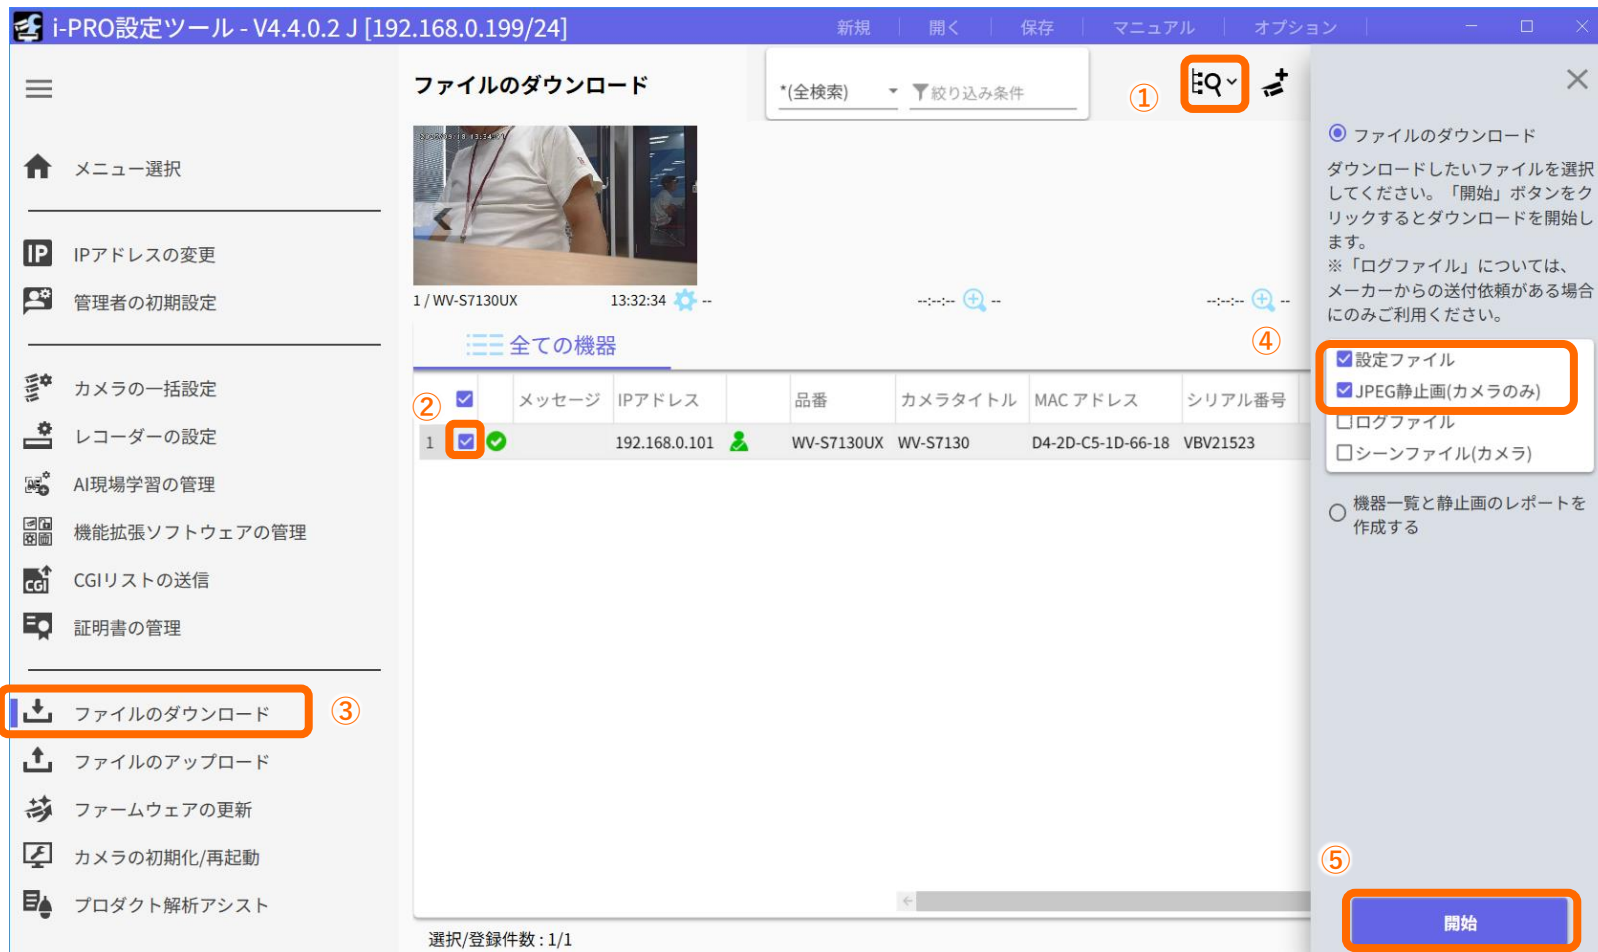 i-PRO設定ツール - V4.4.0.2 J [192.168.0.199/24]
新規
開く
保存
マニュアル
オプション
メニュー選択
IP
IPアドレスの変更
管理者の初期設定
カメラの一括設定
レコーダーの設定
AI現場学習の管理
機能拡張ソフトウェアの管理
CGI
CGIリストの送信
証明書の管理
ファイルのダウンロード
③
ファイルのアップロード
ファームウェアの更新
カメラの初期化/再起動
プロダクト解析アシスト
ファイルのダウンロード
*(全検索)
絞り込み条件
①
1 / WV-S7130UX
13:32:34
--
--:--:--
--
--:--:--
--
全ての機器
④
②
メッセージ
IPアドレス
品番
カメラタイトル
MAC アドレス
シリアル番号
1
192.168.0.101
WV-S7130UX
WV-S7130
D4-2D-C5-1D-66-18
VBV21523
選択/登録件数 : 1/1
ファイルのダウンロード
ダウンロードしたいファイルを選択
してください。「開始」ボタンをク
リックするとダウンロードを開始し
ます。
※「ログファイル」については、
メーカーからの送付依頼がある場合
にのみご利用ください。
設定ファイル
JPEG静止画(カメラのみ)
ログファイル
シーンファイル(カメラ)
機器一覧と静止画のレポートを
作成する
⑤
開始